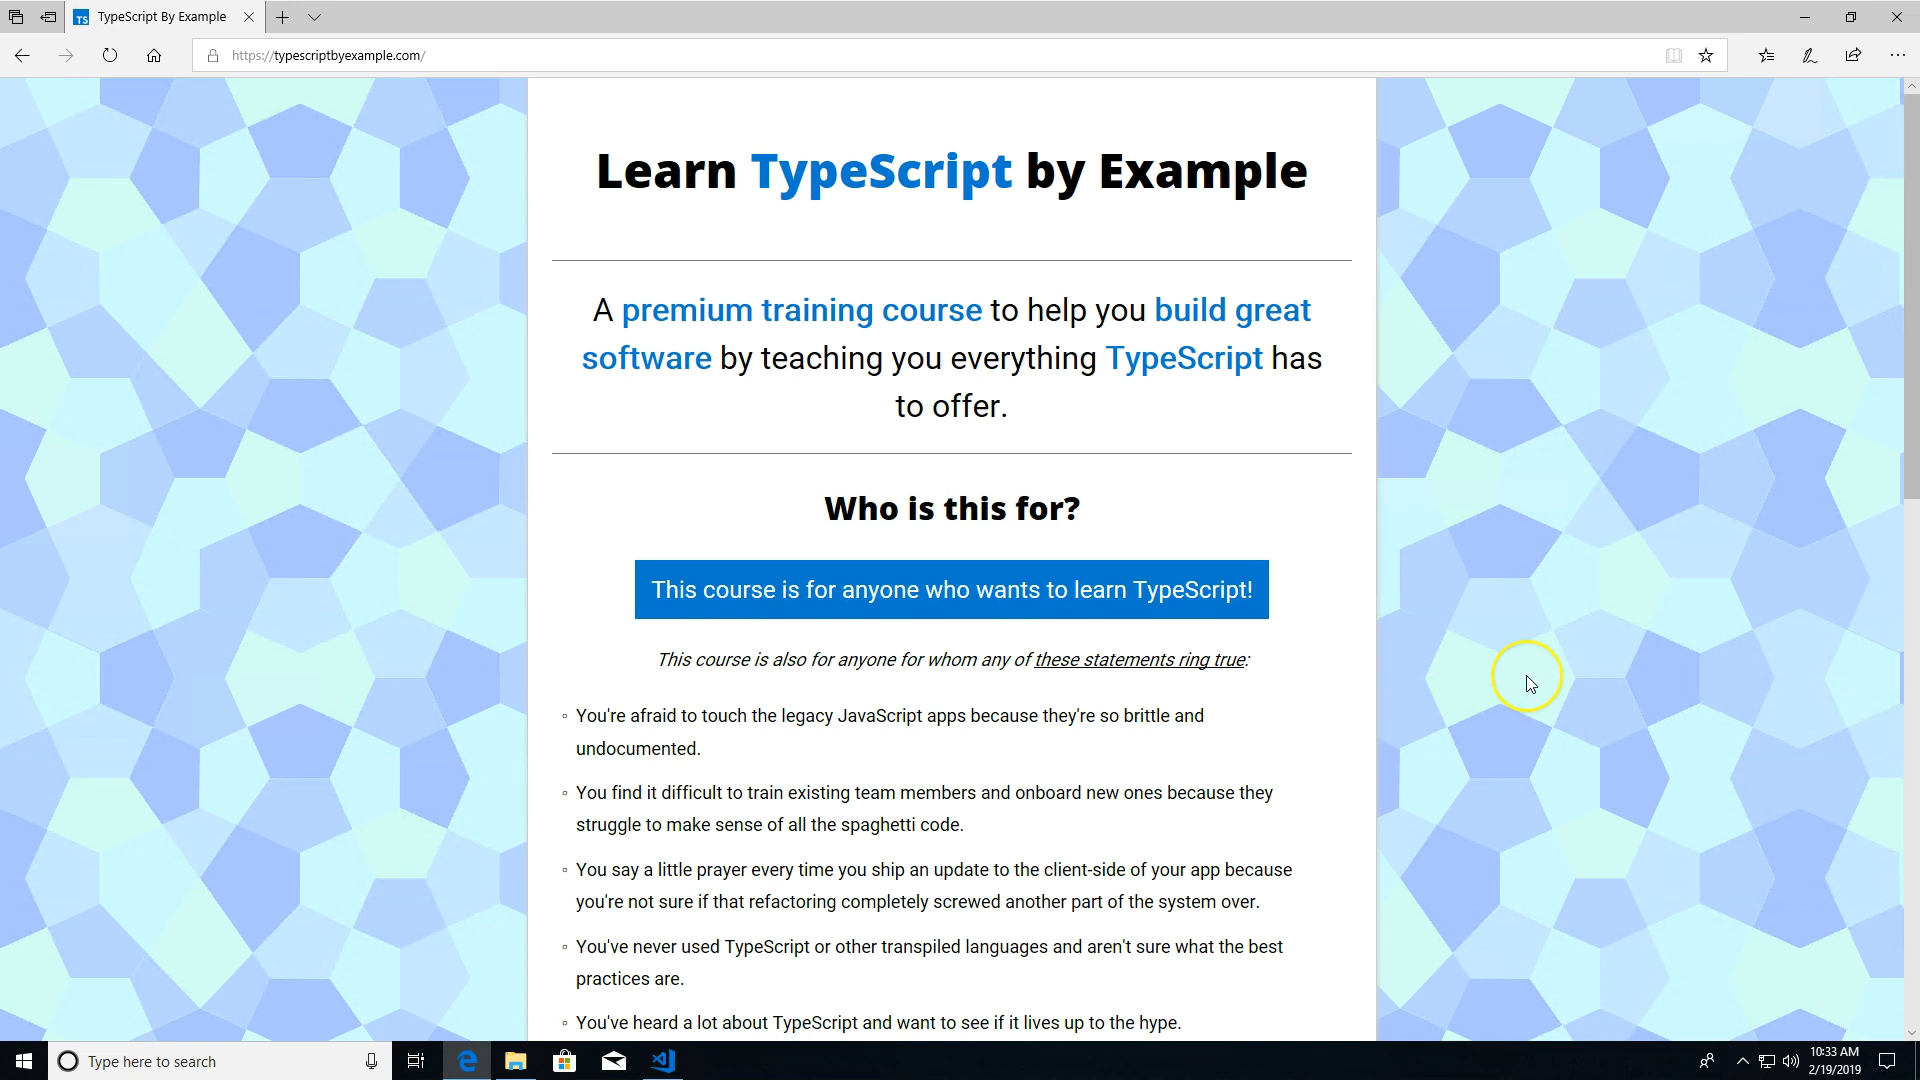 TS TypeScript By Example
https://typescriptbyexample.com/
Learn TypeScript by Example
A premium training course to help you build great
software by teaching you everything TypeScript has
to offer.
Who is this for?
This course is for anyone who wants to learn TypeScript!
This course is also for anyone for whom any of these statements ring true:
▫ You're afraid to touch the legacy JavaScript apps because they're so brittle and
undocumented.
▫ You find it difficult to train existing team members and onboard new ones because they
struggle to make sense of all the spaghetti code.
▫ You say a little prayer every time you ship an update to the client-side of your app because
you're not sure if that refactoring completely screwed another part of the system over.
▫ You've never used TypeScript or other transpiled languages and aren't sure what the best
practices are.
▫ You've heard a lot about TypeScript and want to see if it lives up to the hype.
Type here to search
10:33 AM
2/19/2019